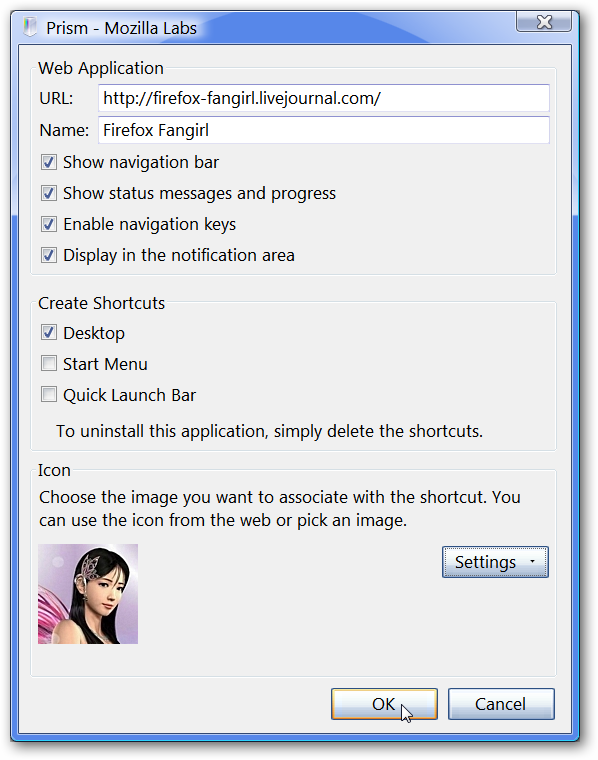 Prism - Mozilla Labs
Web Application
URL: http://firefox-fangirl.livejournal.com/
Name: Firefox Fangirl
Show navigation bar
Show status messages and progress
Enable navigation keys
Display in the notification area
Create Shortcuts
Desktop
Start Menu
Quick Launch Bar
To uninstall this application, simply delete the shortcuts.
Icon
Choose the image you want to associate with the shortcut. You
can use the icon from the web or pick an image.
Settings
OK Cancel